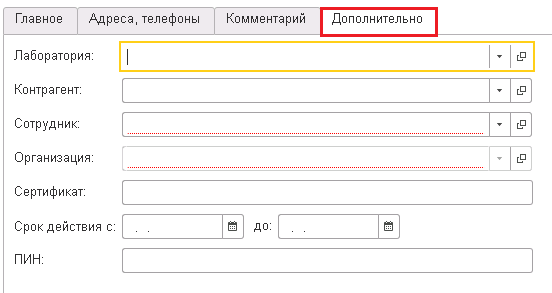 Главное Адреса, телефоны Комментарий Дополнительно
Лаборатория:
Контрагент:
Сотрудник:
Организация:
Сертификат:
Срок действия с: . . до: . .
ПИН: